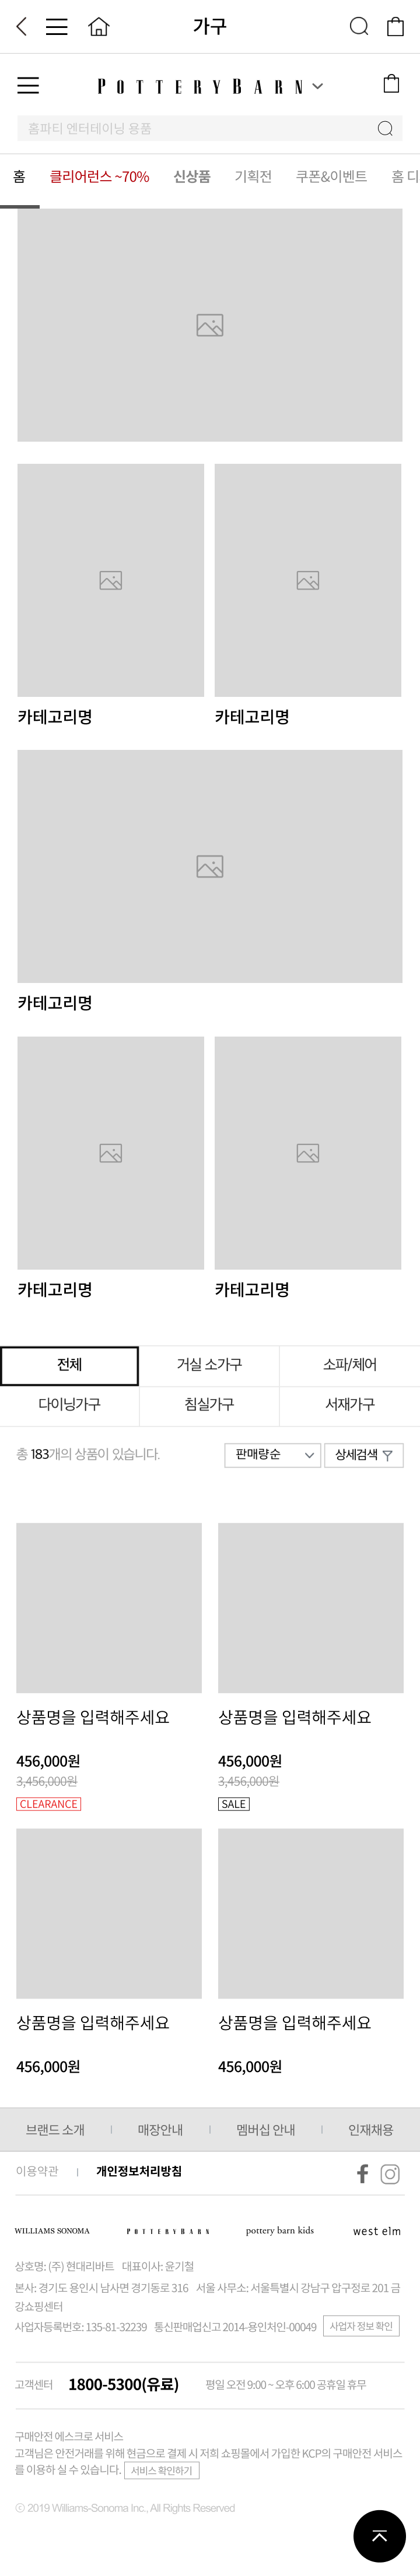 가구
POTTERY BARN
홈파티 엔터테이닝 용품
홈 클리어런스 ~70% 신상품 기획전 쿠폰&이벤트 홈 디
카테고리명 카테고리명
카테고리명
카테고리명 카테고리명
전체 거실 소가구 소파/체어
다이닝가구 침실가구 서재가구
총 183개의 상품이 있습니다. 판매량순 상세검색
상품명을 입력해주세요 상품명을 입력해주세요
456,000원 456,000원
3,456,000원 3,456,000원
CLEARANCE SALE
상품명을 입력해주세요 상품명을 입력해주세요
456,000원 456,000원
브랜드 소개 | 매장안내 | 멤버십 안내 | 인재채용
이용약관 | 개인정보처리방침
WILLIAMS SONOMA POTTERY BARN pottery barn kids west elm
상호명: (주) 현대리바트 대표이사: 윤기철
본사: 경기도 용인시 남사면 경기동로 316 서울 사무소: 서울특별시 강남구 압구정로 201 금
강쇼핑센터
사업자등록번호: 135-81-32239 통신판매업신고 2014-용인처인-00049 사업자 정보 확인
고객센터 1800-5300(유료) 평일 오전 9:00 ~ 오후 6:00 공휴일 휴무
구매안전 에스크로 서비스
고객님은 안전거래를 위해 현금으로 결제 시 저희 쇼핑몰에서 가입한 KCP의 구매안전 서비스
를 이용하 실 수 있습니다. 서비스 확인하기
ⓒ 2019 Williams-Sonoma Inc., All Rights Reserved